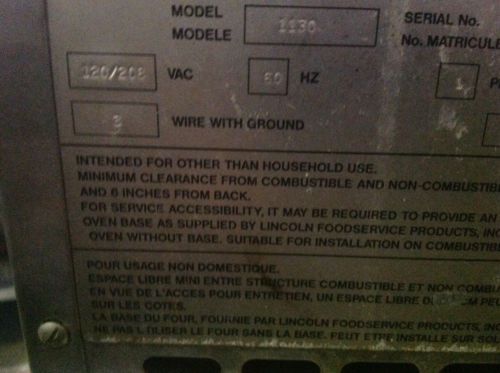 MODEL 1130 SERIAL No.
MODELE No. MATRICULE
120/208 VAC 60 HZ 1 P
3 WIRE WITH GROUND
INTENDED FOR OTHER THAN HOUSEHOLD USE.
MINIMUM CLEARANCE FROM COMBUSTIBLE AND NON-COMBUSTIBL
AND 6 INCHES FROM BACK.
FOR SERVICE ACCESSIBILITY, IT MAY BE REQUIRED TO PROVIDE AN
OVEN BASE AS SUPPLIED BY LINCOLN FOODSERVICE PRODUCTS, INC
OVEN WITHOUT BASE. SUITABLE FOR INSTALLATION ON COMBUSTIB
POUR USAGE NON DOMESTIQUE.
ESPACE LIBRE MINI ENTRE STRUCTURE COMBUSTIBLE ET NON COMBU
EN VUE DE L'ACCES POUR ENTRETIEN, UN ESPACE LIBRE
SUR LES COTES.
LA BASE DU FOUR, FOURNIE PAR LINCOLN FOODSERVICE PRODUCTS, INC
NE PAS LE FOUR SANS LA BASE. PEUT ETRE INSTALLE SUR SOL